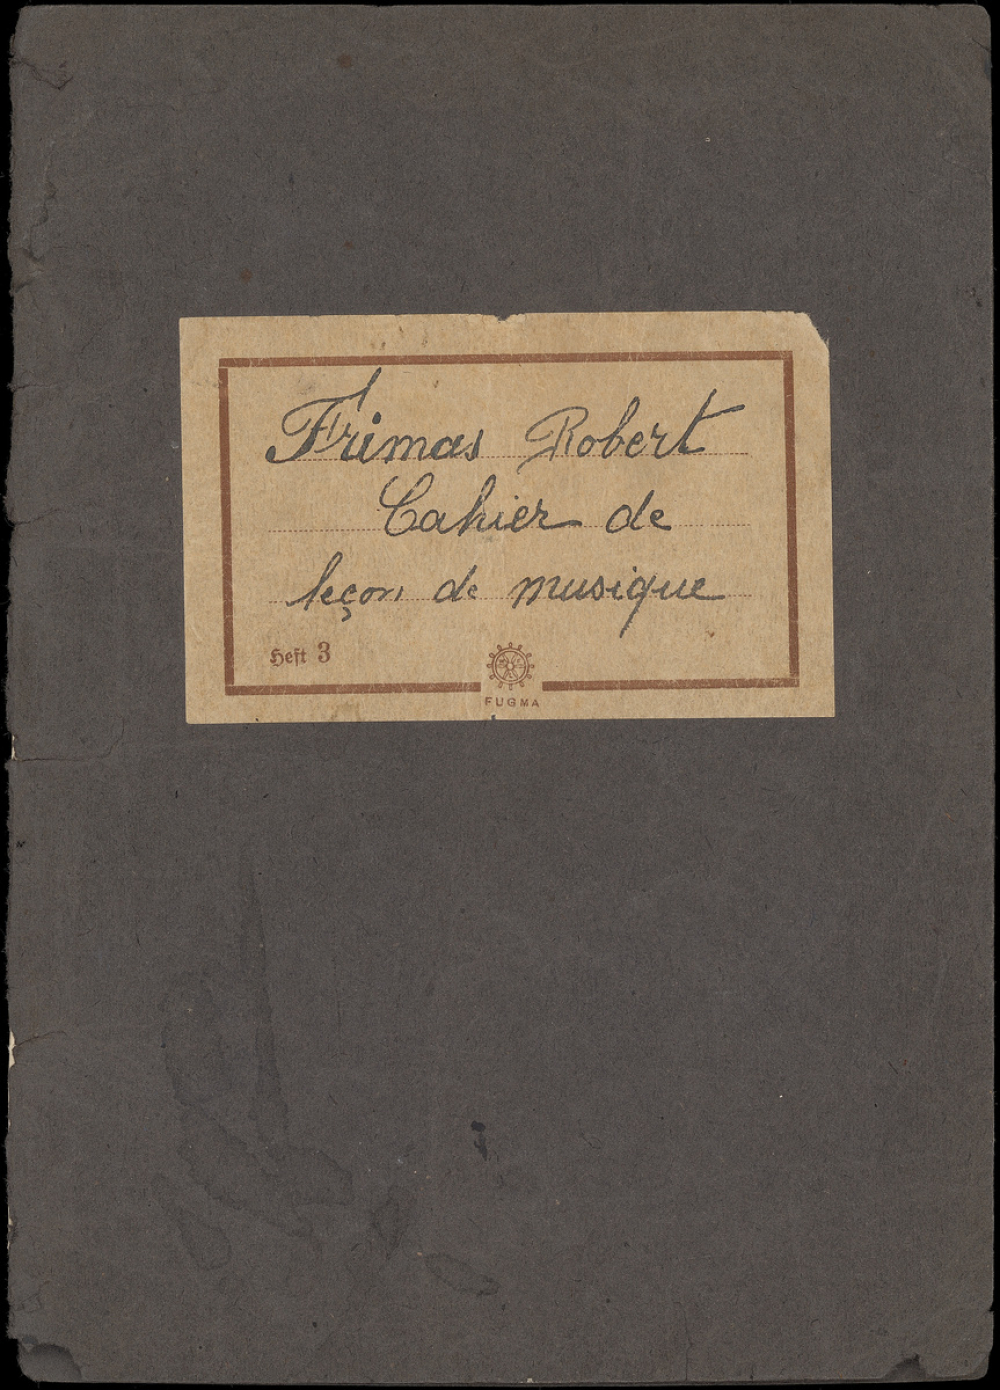 Frimas Robert
Cahier de
leçon de musique
Heft 3
FUGMA